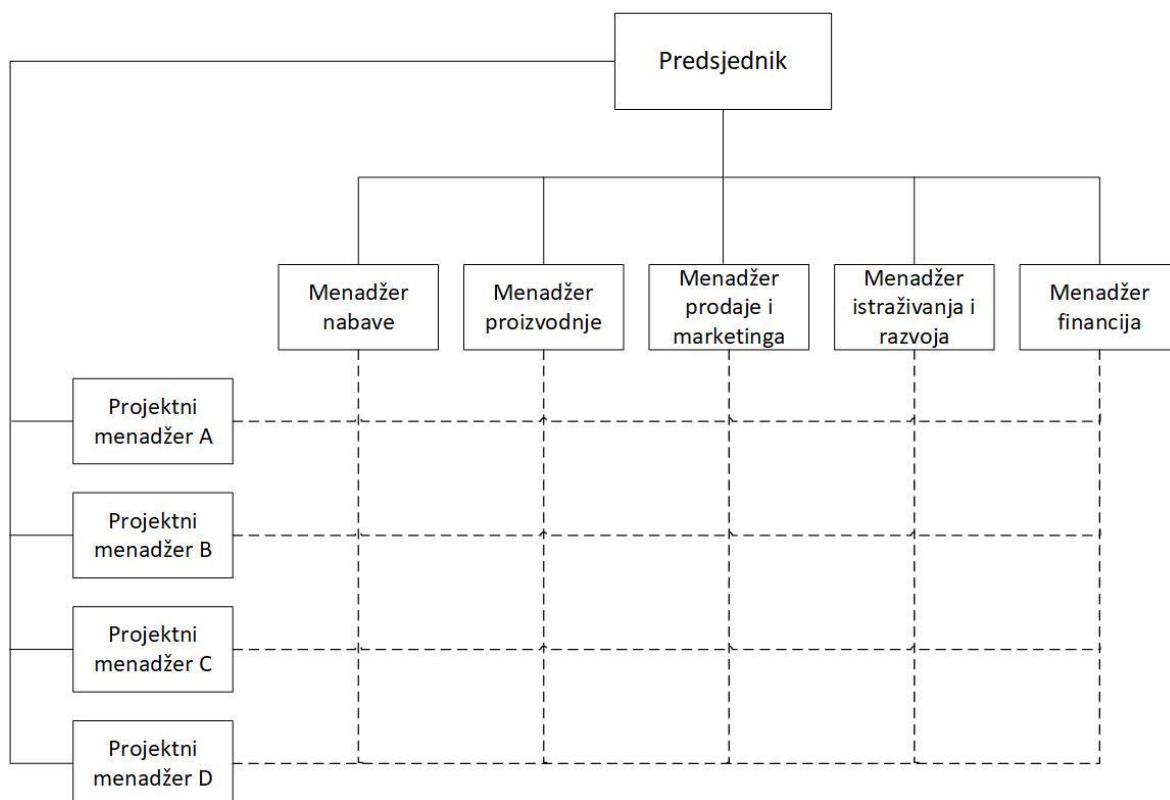 Predsjednik
Menadžer
nabave
Menadžer
proizvodnje
Menadžer
prodaje i
marketinga
Menadžer
istraživanja i
razvoja
Menadžer
financija
Projektni
menadžer A
Projektni
menadžer B
Projektni
menadžer C
Projektni
menadžer D